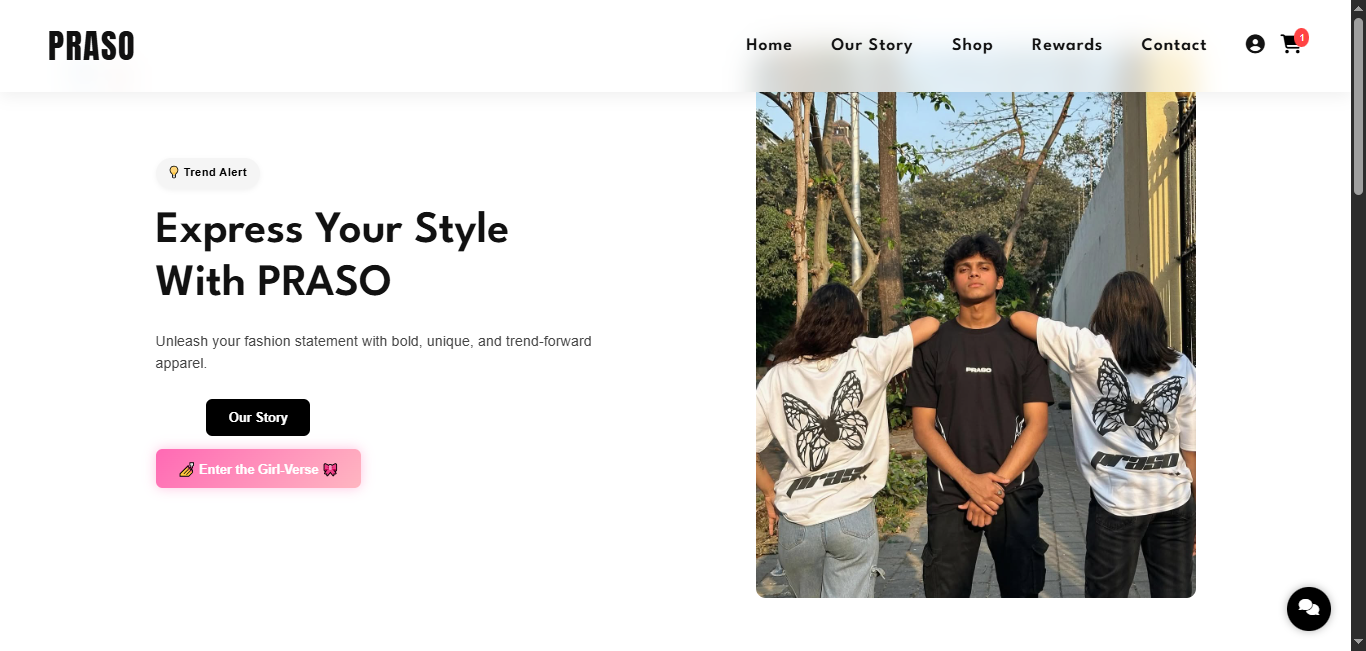 PRASO
Home Our Story Shop Rewards Contact
1
Trend Alert
Express Your Style
With PRASO
Unleash your fashion statement with bold, unique, and trend-forward
apparel.
Our Story
Enter the Girl-Verse
PRASO
praso
praso